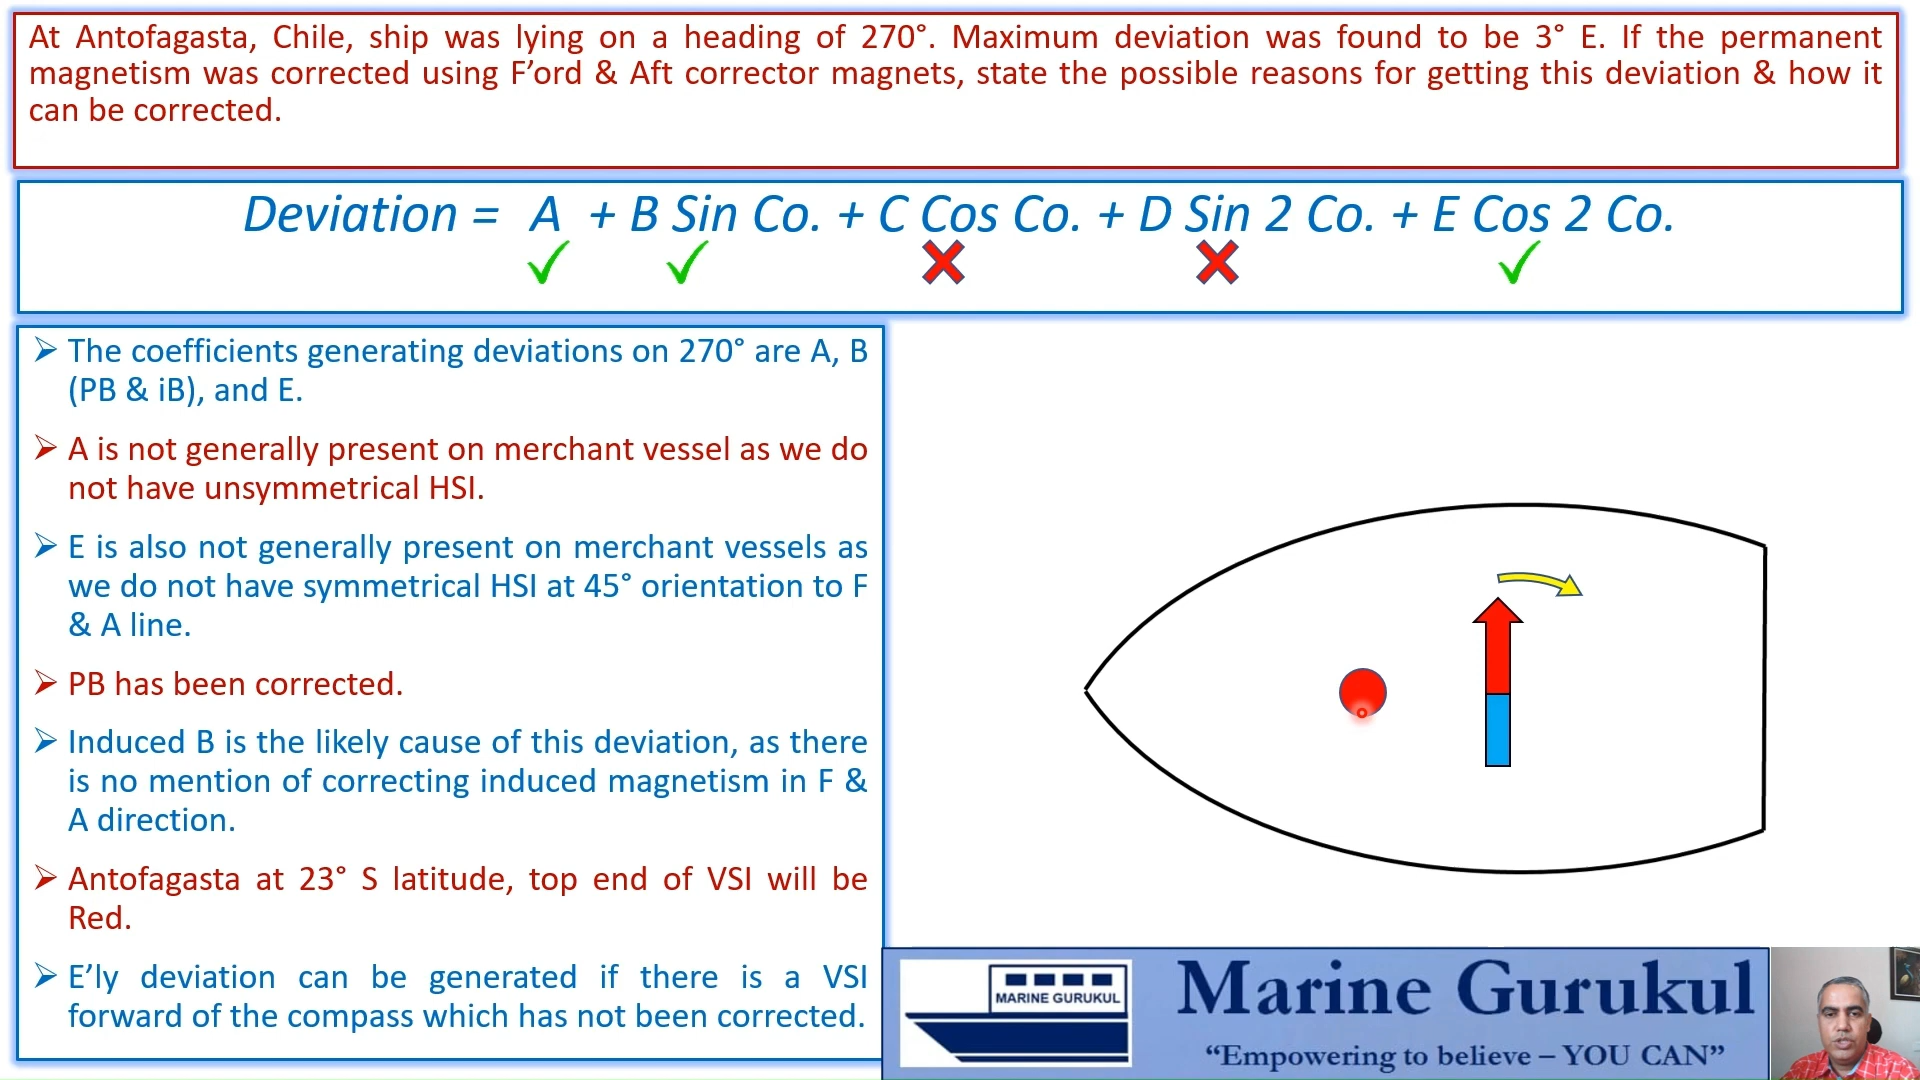 At Antofagasta, Chile, ship was lying on a heading of 270°. Maximum deviation was found to be 3° E. If the permanent
magnetism was corrected using F’ord & Aft corrector magnets, state the possible reasons for getting this deviation & how it
can be corrected.
Deviation = A + B Sin Co. + C Cos Co. + D Sin 2 Co. + E Cos 2 Co.
The coefficients generating deviations on 270° are A, B
(PB & iB), and E.
A is not generally present on merchant vessel as we do
not have unsymmetrical HSI.
E is also not generally present on merchant vessels as
we do not have symmetrical HSI at 45° orientation to F
& A line.
PB has been corrected.
Induced B is the likely cause of this deviation, as there
is no mention of correcting induced magnetism in F &
A direction.
Antofagasta at 23° S latitude, top end of VSI will be
Red.
E’ly deviation can be generated if there is a VSI
forward of the compass which has not been corrected.
MARINE GURUKUL
Marine Gurukul
“Empowering to believe – YOU CAN”